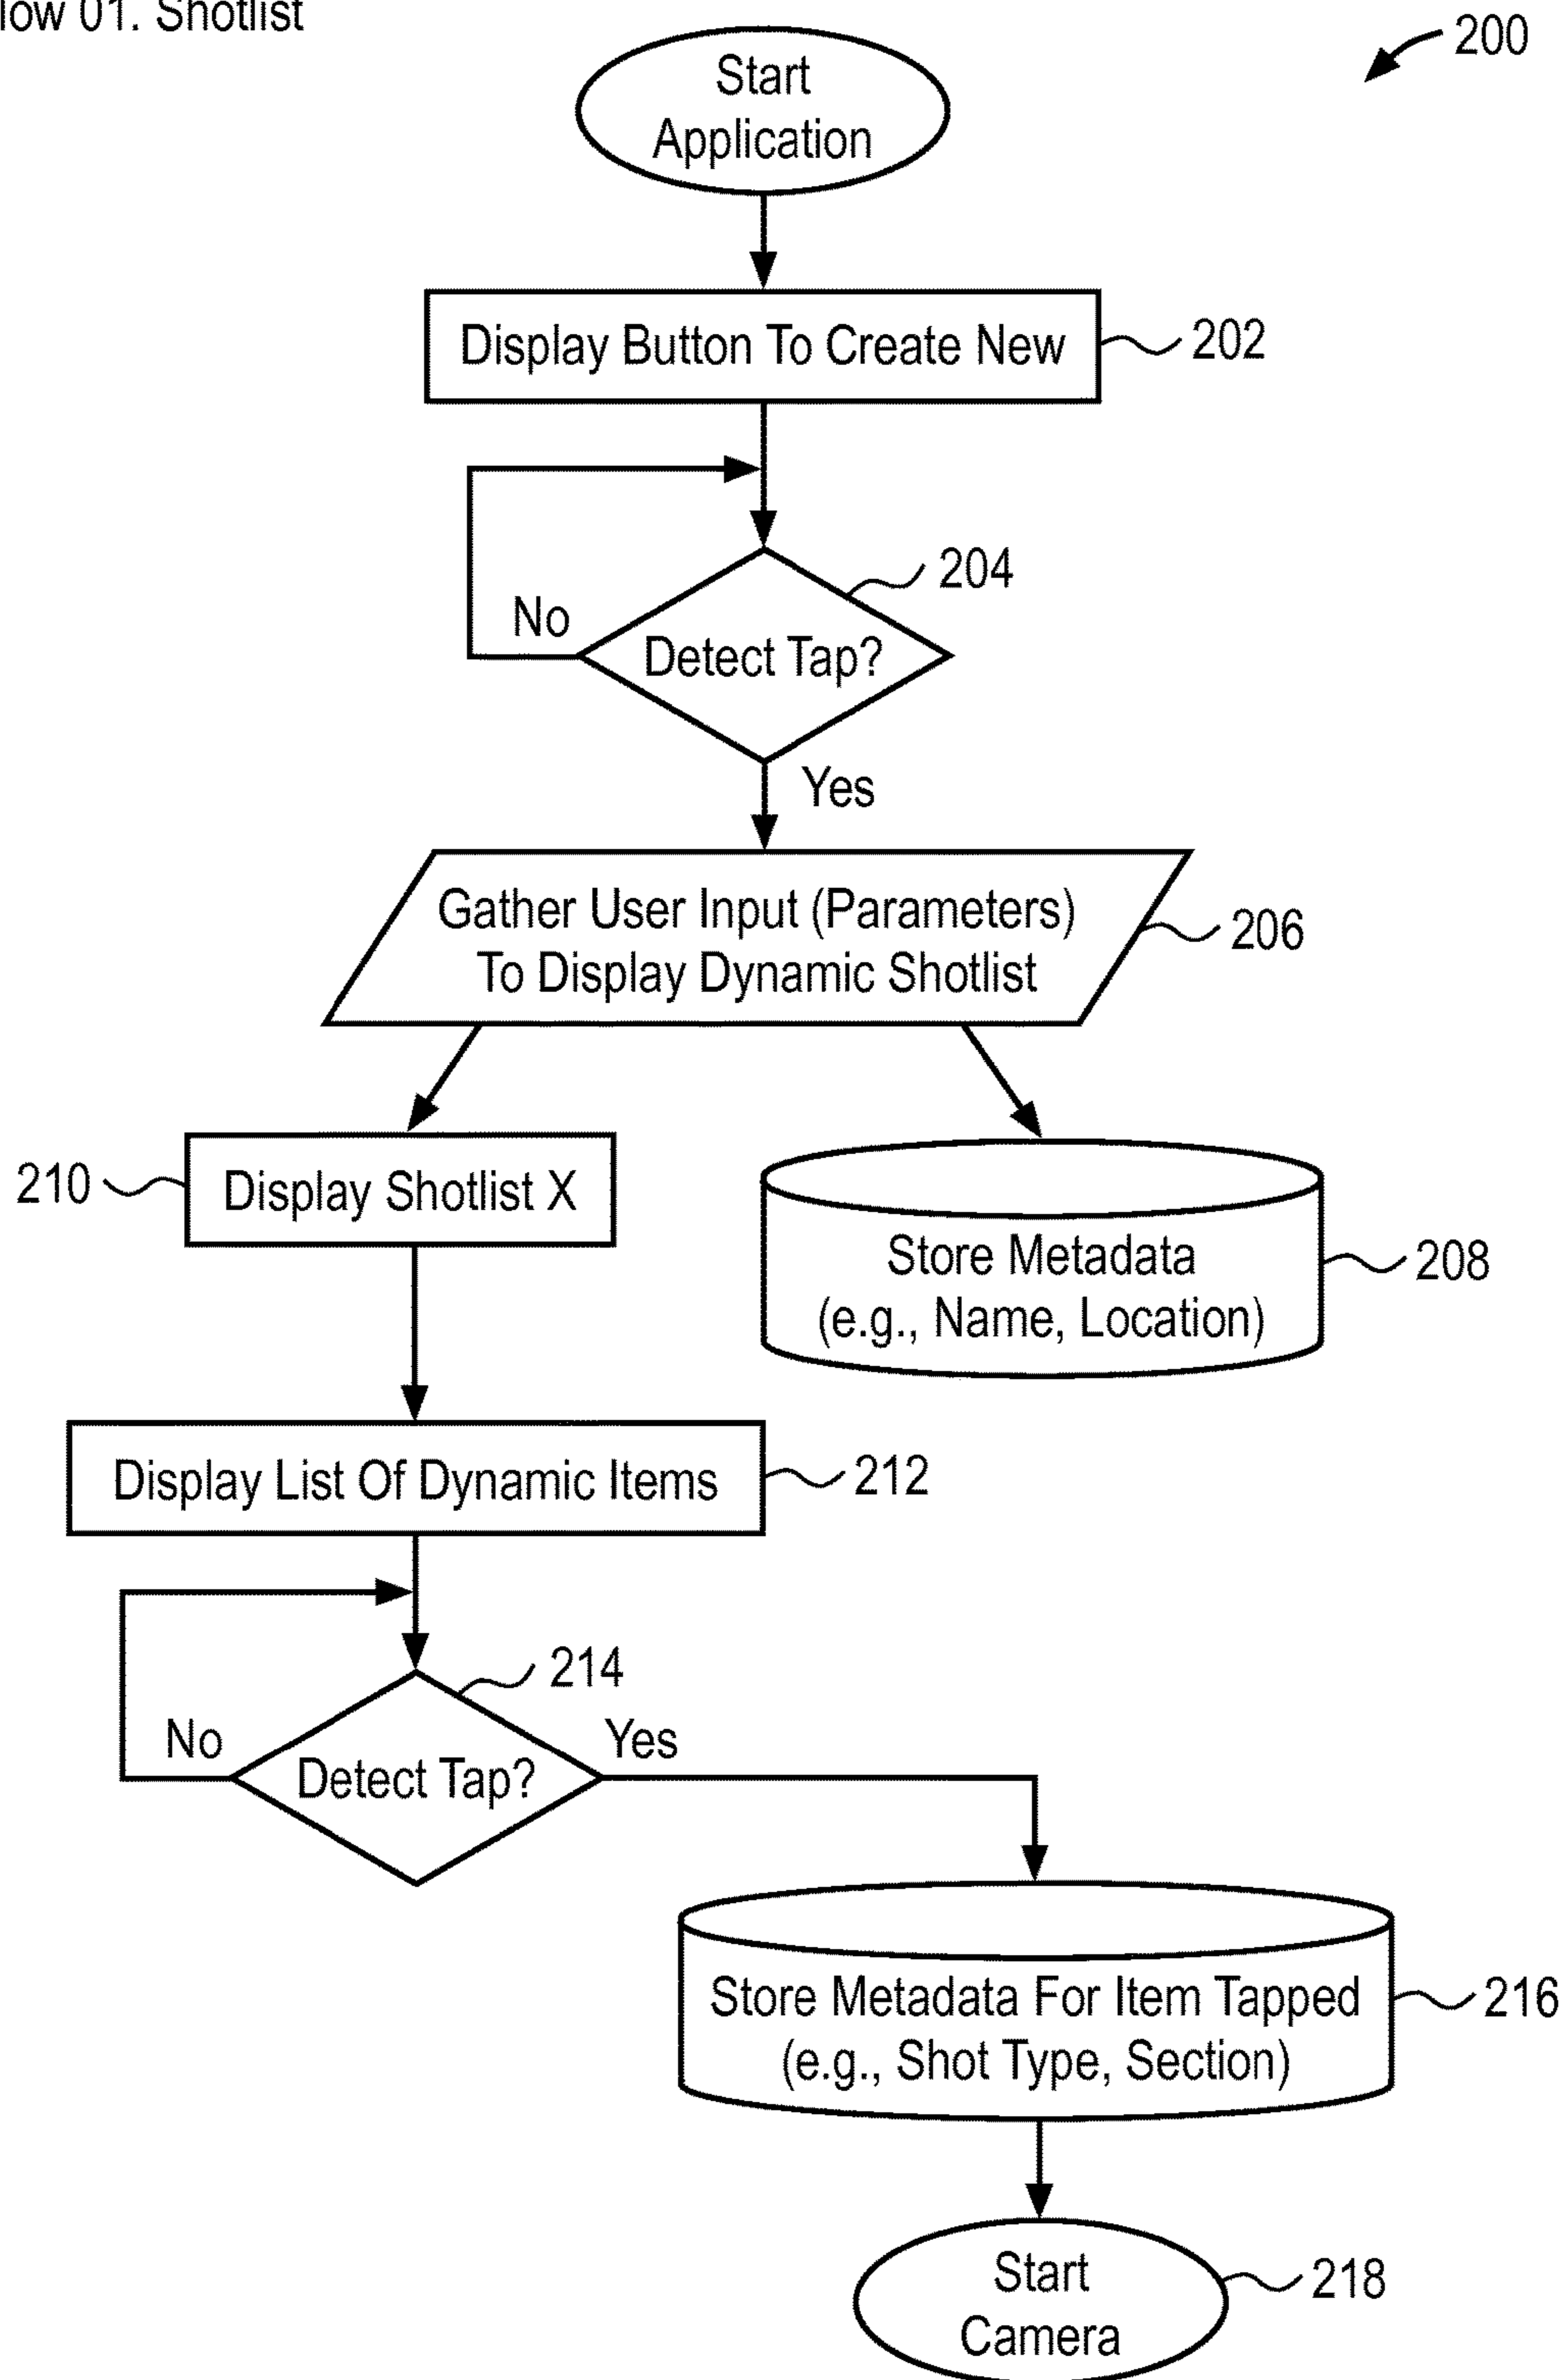 low 01. Shotlist
200
Start
Application
Display Button To Create New
202
204
No
Detect Tap?
Yes
Gather User Input (Parameters)
To Display Dynamic Shotlist
206
210
Display Shotlist X
Store Metadata
(e.g., Name, Location)
208
Display List Of Dynamic Items
212
214
No
Yes
Detect Tap?
Store Metadata For Item Tapped
(e.g., Shot Type, Section)
216
Start
Camera
218